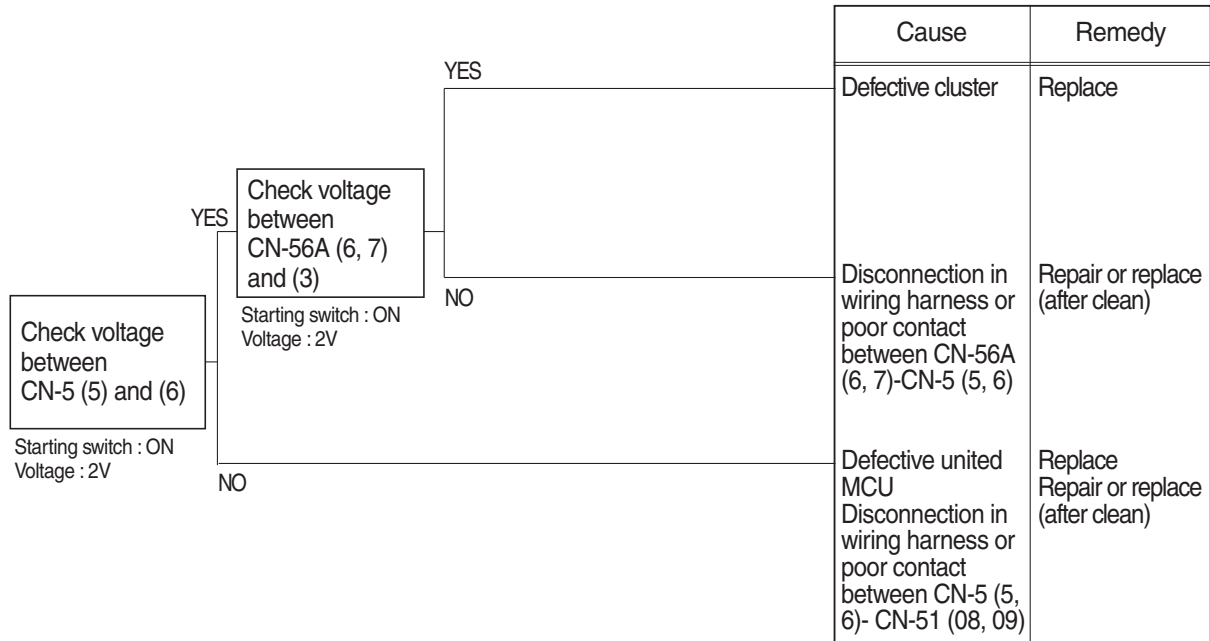 Cause Remedy
YES
Defective cluster Replace
Check voltage
between
CN-56A (6, 7)
and (3)
YES
Starting switch : ON
Voltage : 2V
NO
Disconnection in
wiring harness or
poor contact
between CN-56A
(6, 7)-CN-5 (5, 6)
Repair or replace
(after clean)
Check voltage
between
CN-5 (5) and (6)
Starting switch : ON
Voltage : 2V
NO
Defective united
MCU
Disconnection in
wiring harness or
poor contact
between CN-5 (5,
6)- CN-51 (08, 09)
Replace
Repair or replace
(after clean)